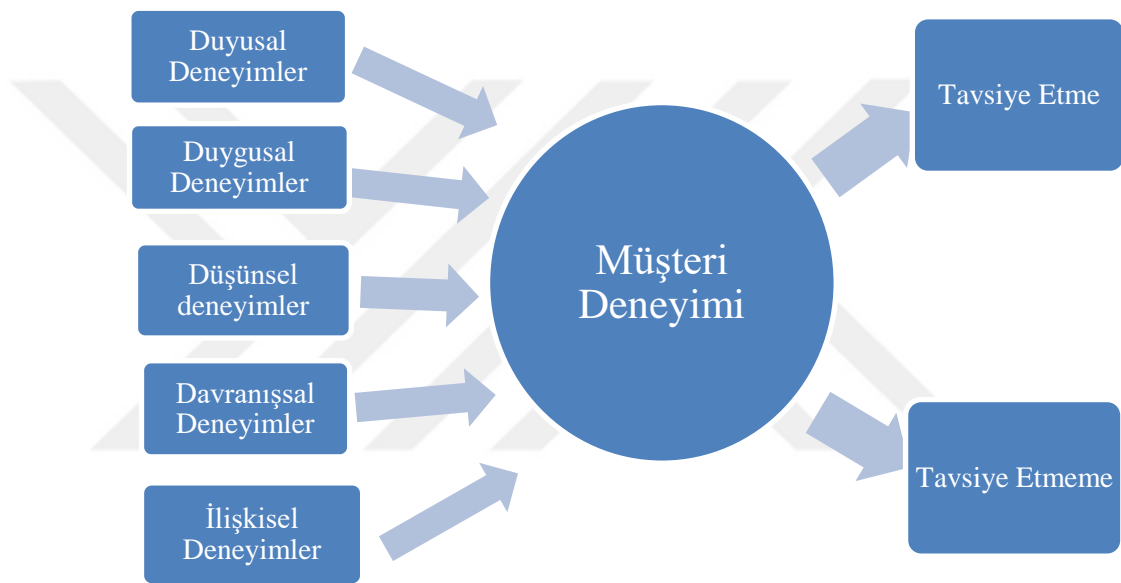 Duyusal
Deneyimler
Duygusal
Deneyimler
Düşünsel
deneyimler
Davranışsal
Deneyimler
İlişkisel
Deneyimler
Müşteri
Deneyimi
Tavsiye Etme
Tavsiye Etmeme